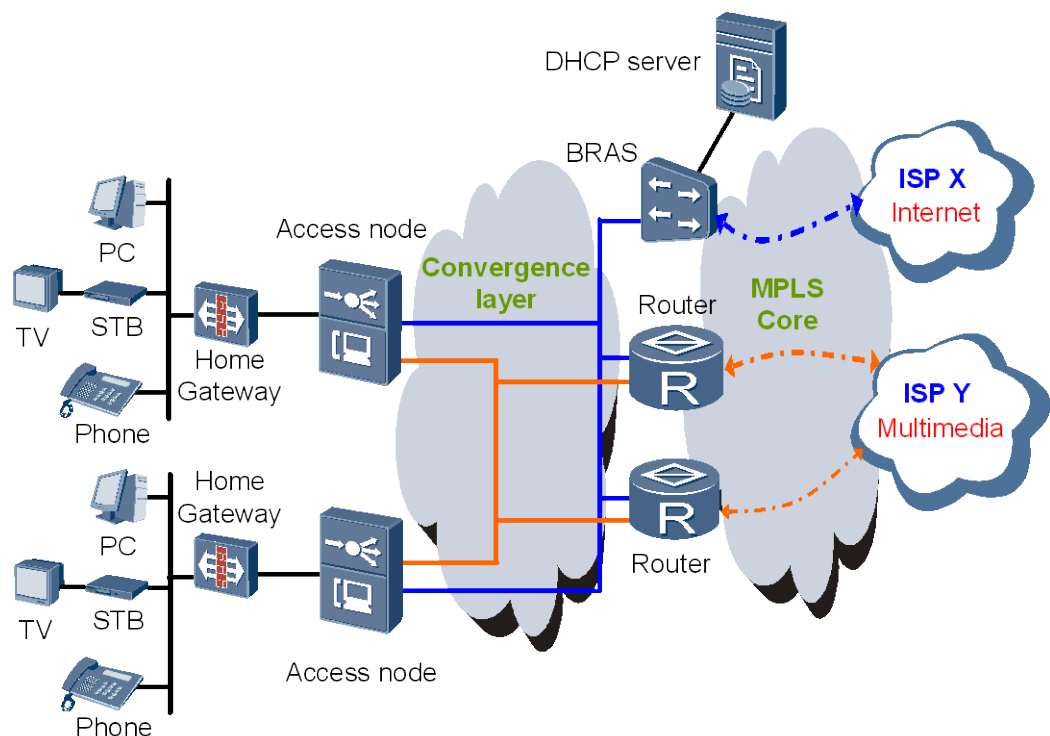 DHCP server
BRAS
ISP X
Internet
PC
Access node
Convergence
layer
TV
STB
Home
Gateway
Router
R
MPLS
Core
ISP Y
Multimedia
Phone
Home
Gateway
PC
R
Router
TV
STB
Access node
Phone